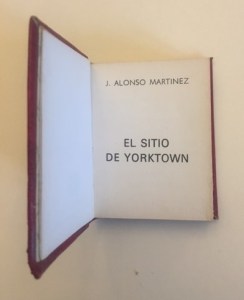 J. ALONSO MARTINEZ
EL SITIO
DE YORKTOWN